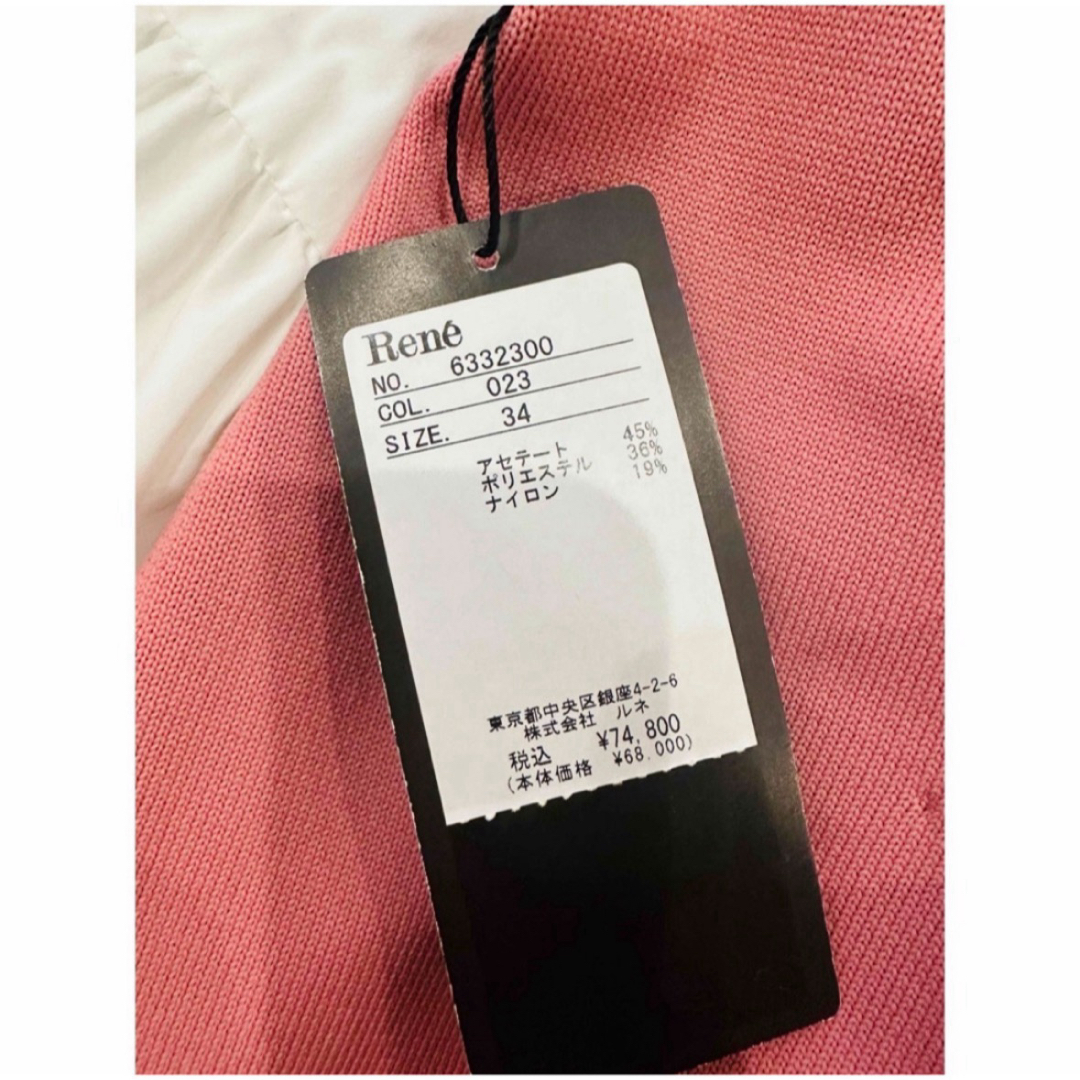 René
NO. 6332300
COL. 023
SIZE. 34
アセテート 45%
ポリエステル 36%
ナイロン 19%
東京都中央区銀座4-2-6
株式会社 ルネ
税込 ¥74,800
(本体価格 ¥68.000)